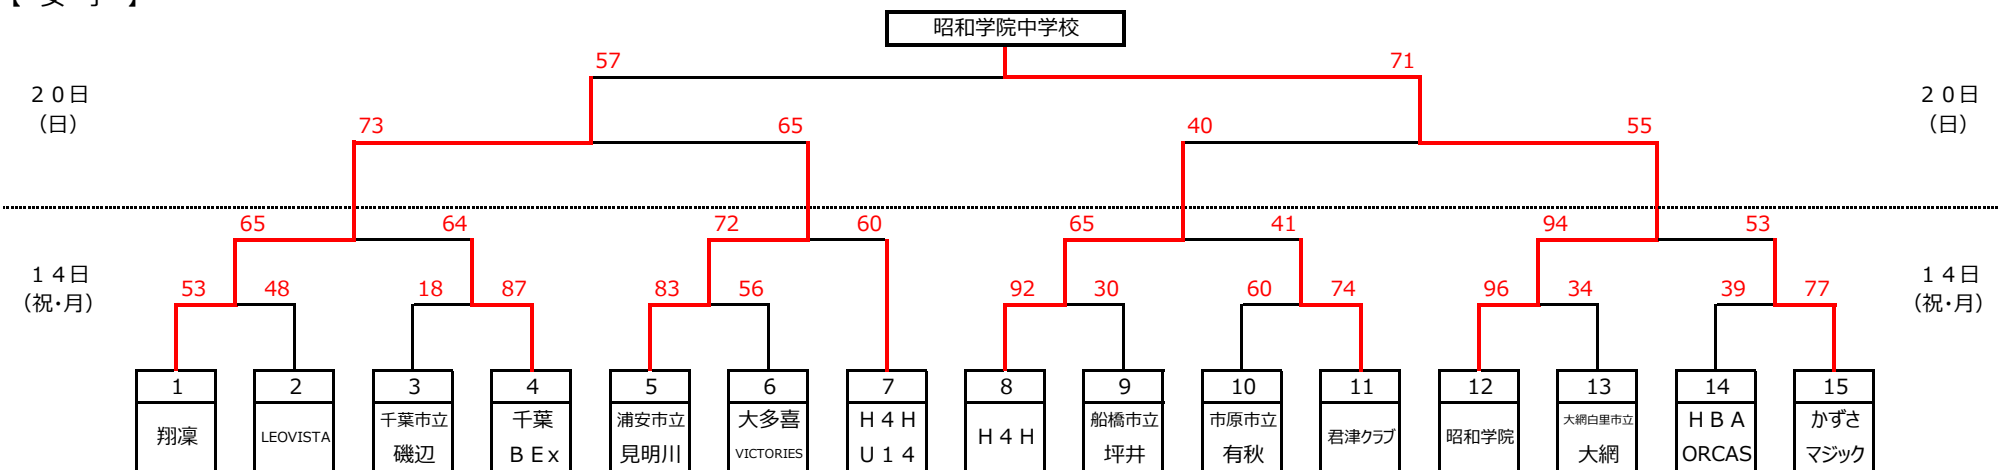 【 女 子 】
昭和学院中学校
57 71
２０日 ２０日
（日） （日）
73 65 40 55
65 64 72 60 65 41 94 53
１４日 １４日
（祝・月） （祝・月）
53 48 18 87 83 56 92 30 60 74 96 34 39 77
1 2 3 4 5 6 7 8 9 10 11 12 13 14 15
翔凜
LEOVISTA
千葉市立
磯辺
千葉
ＢＥｘ
浦安市立
見明川
大多喜
VICTORIES
Ｈ４Ｈ
Ｕ１４
Ｈ４Ｈ
船橋市立
坪井
市原市立
有秋
君津クラブ
昭和学院
大網白里市立
大網
ＨＢＡ
ORCAS
かずさ
マジック